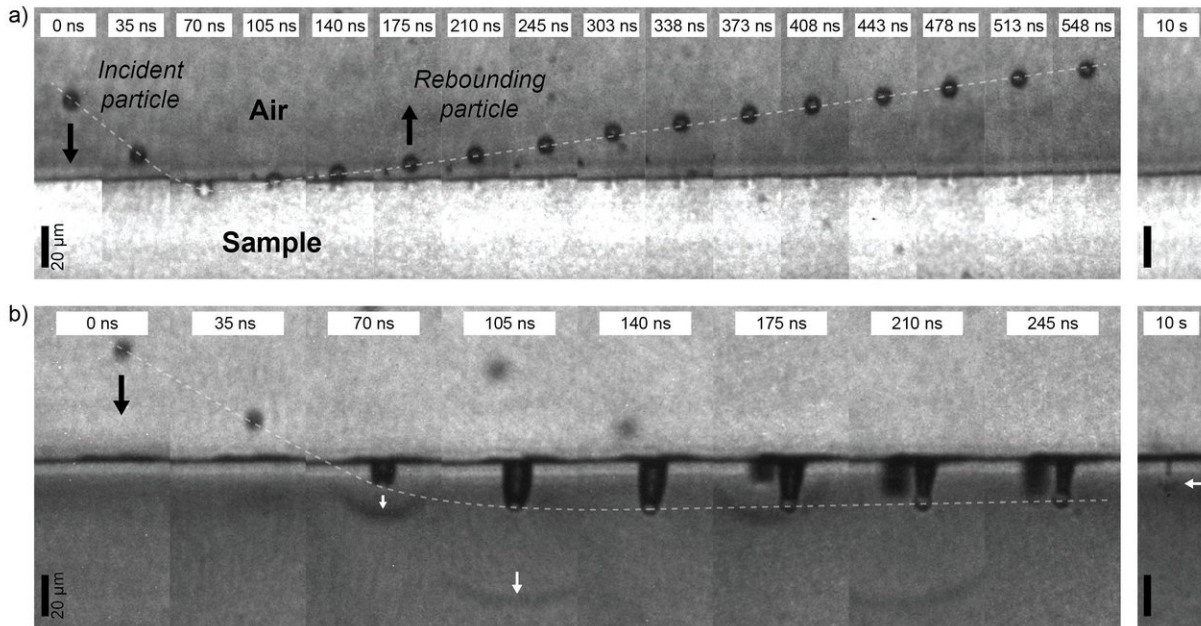 a)
0 ns 35 ns 70 ns 105 ns 140 ns 175 ns 210 ns 245 ns 303 ns 338 ns 373 ns 408 ns 443 ns 478 ns 513 ns 548 ns 10 s
Incident
particle
Air
Rebounding
particle
Sample
20 μm
b)
0 ns 35 ns 70 ns 105 ns 140 ns 175 ns 210 ns 245 ns 10 s
20 μm